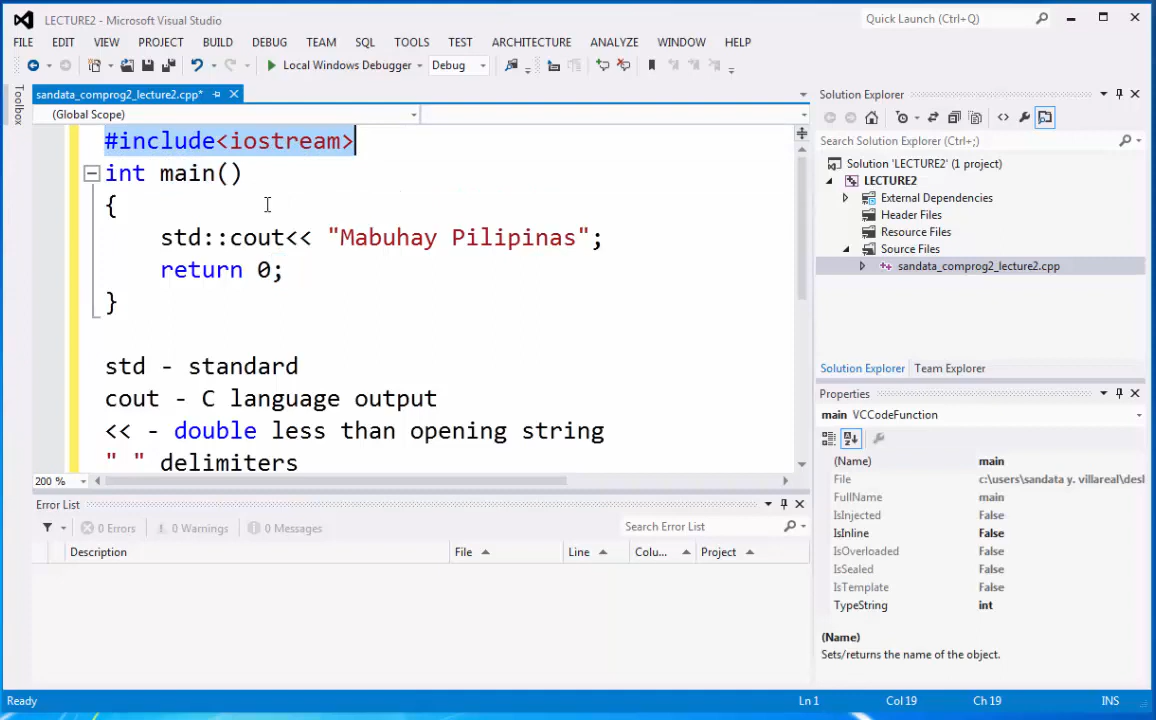 LECTURE2 - Microsoft Visual Studio
Quick Launch (Ctrl+Q)
FILE EDIT VIEW PROJECT BUILD DEBUG TEAM SQL TOOLS TEST ARCHITECTURE ANALYZE WINDOW HELP
Local Windows Debugger Debug
Toolbox
sandata_comprog2_lecture2.cpp*
(Global Scope)
#include<iostream>
int main()
{
std::cout<< "Mabuhay Pilipinas";
return 0;
}
std - standard
cout - C language output
<< - double less than opening string
" " delimiters
200 %
Error List
0 Errors 0 Warnings 0 Messages
Search Error List
Description File Line Colu... Project
Solution Explorer
Search Solution Explorer (Ctrl+;)
Solution 'LECTURE2' (1 project)
LECTURE2
External Dependencies
Header Files
Resource Files
Source Files
sandata_comprog2_lecture2.cpp
Solution Explorer Team Explorer
Properties
main VCCodeFunction
(Name) main
File c:\users\sandata y. villareal\desl
FullName main
IsInjected False
IsInline False
IsOverloaded False
IsSealed False
IsTemplate False
TypeString int
(Name)
Sets/returns the name of the object.
Ready Ln 1 Col 19 Ch 19 INS